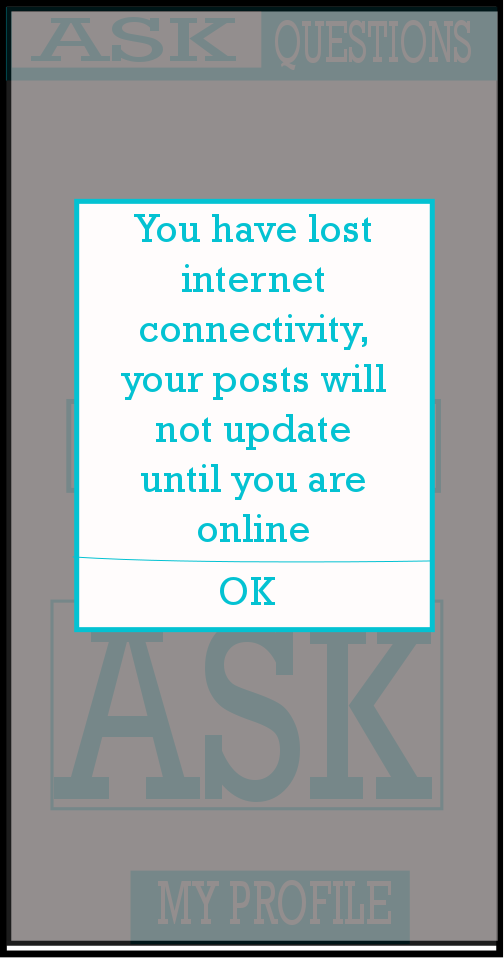 ASK QUESTIONS
You have lost
internet
connectivity,
your posts will
not update
until you are
online
OK
ASK
MY PROFILE